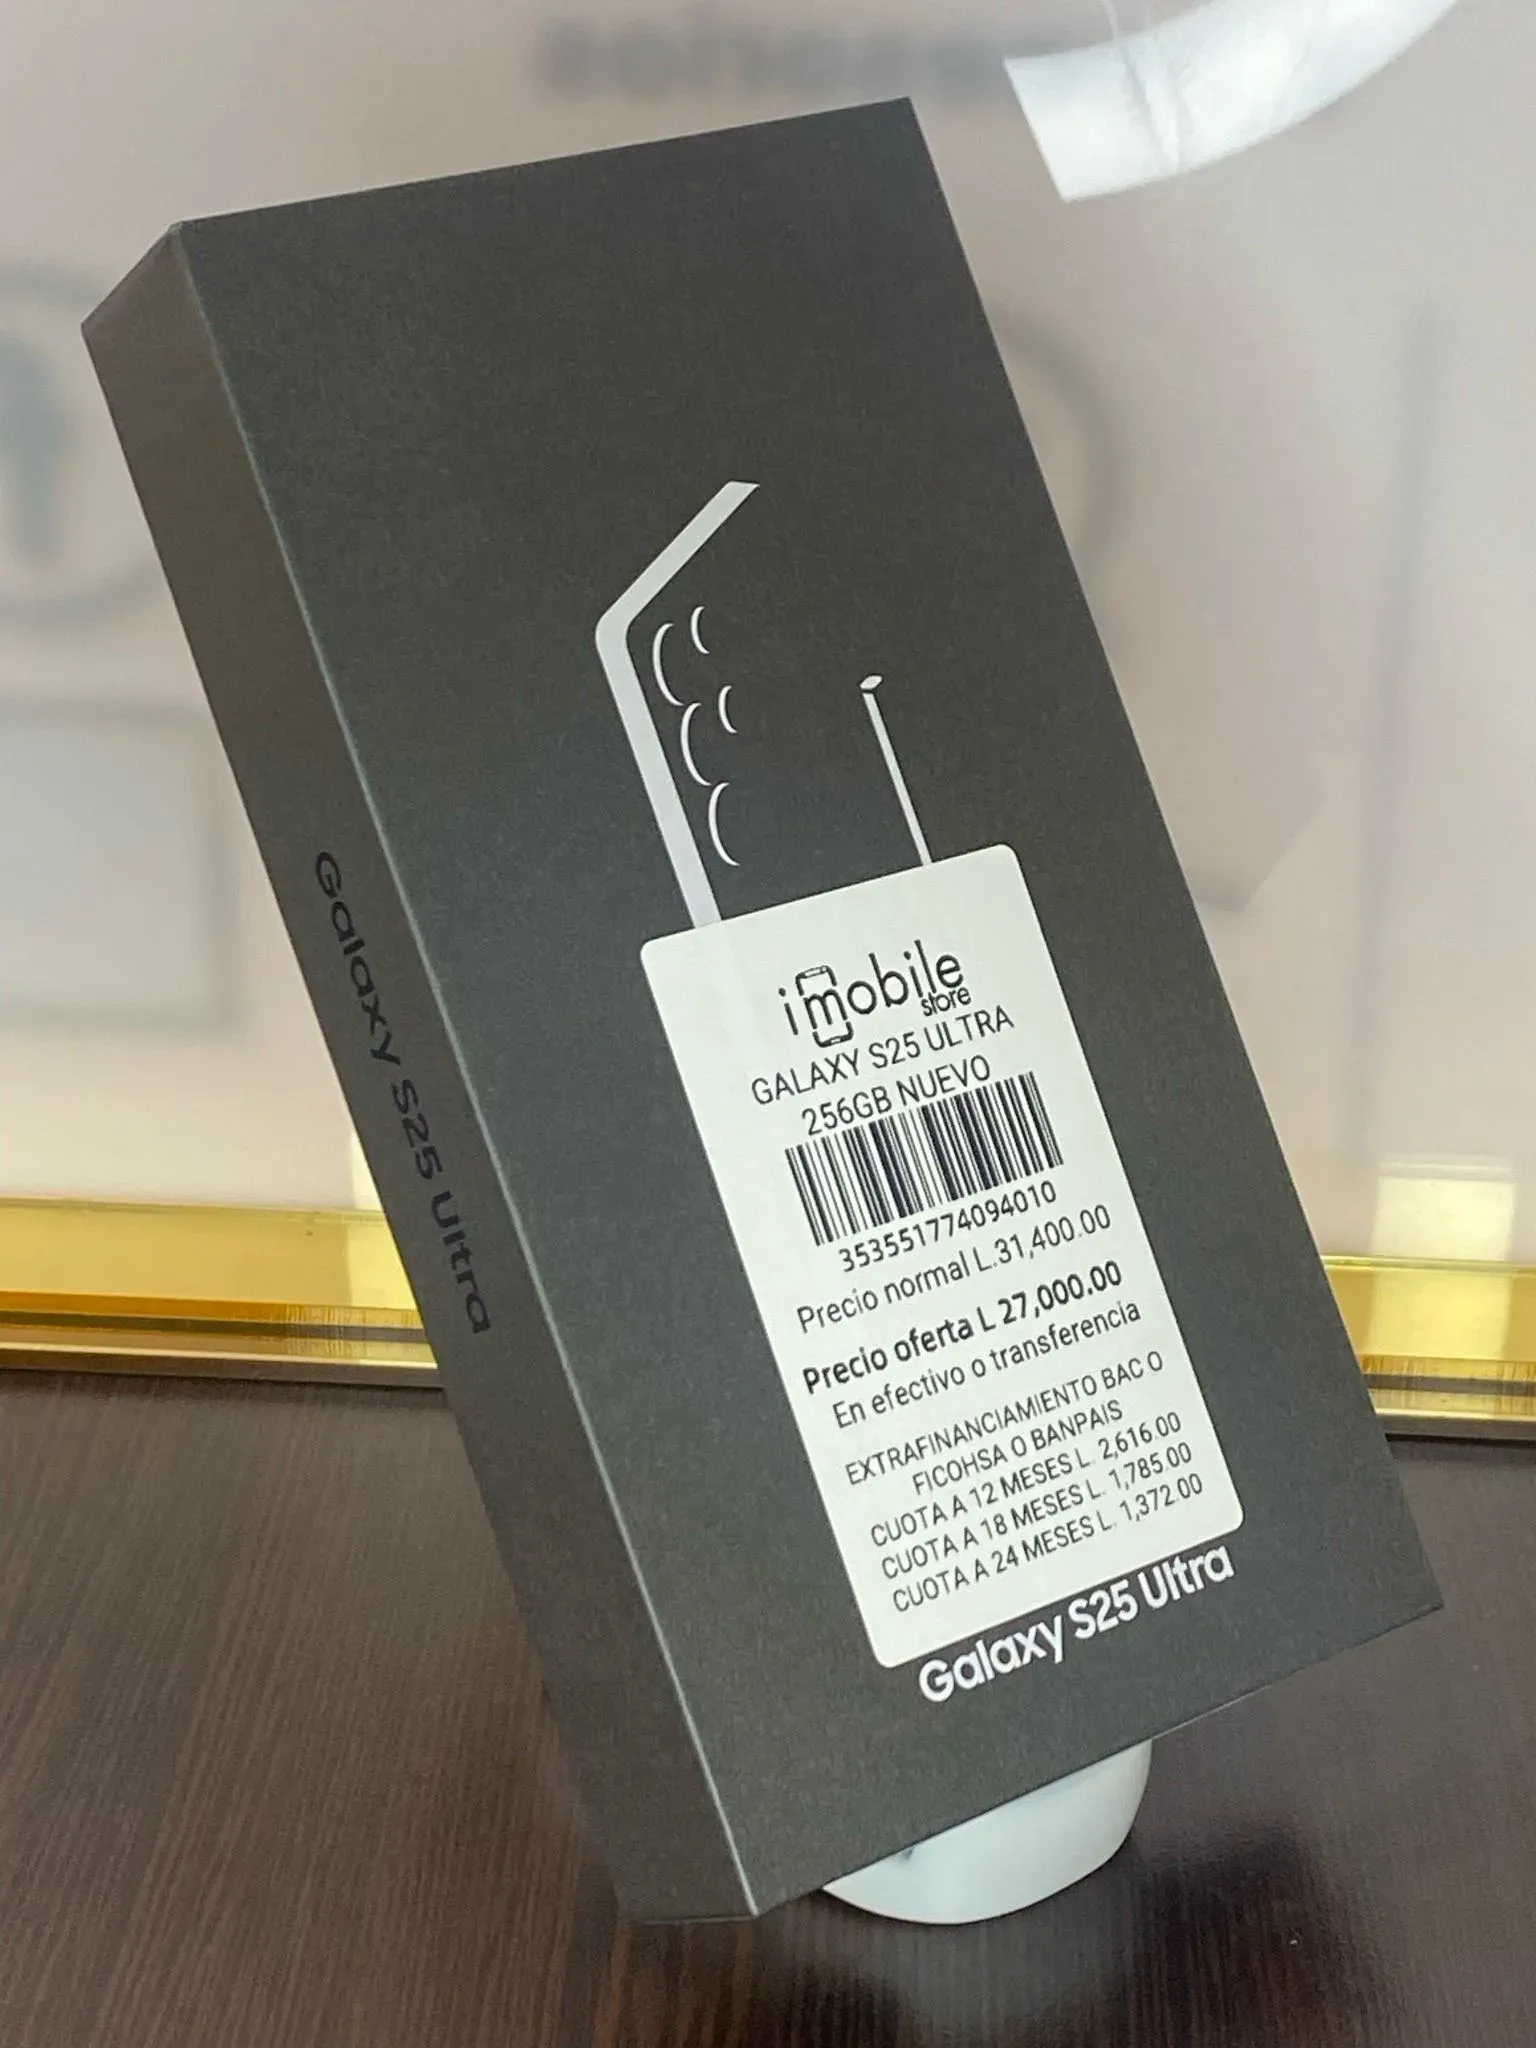 Galaxy S25 Ultra
imobile
store
GALAXY S25 ULTRA
256GB NUEVO
353551774094010
Precio normal L.31,400.00
Precio oferta L 27,000.00
En efectivo o transferencia
EXTRAFINANCIAMIENTO BAC O
FICOHSA O BANPAIS
CUOTA A 12 MESES L. 2,616.00
CUOTA A 18 MESES L. 1,785.00
CUOTA A 24 MESES L. 1,372.00
Galaxy S25 Ultra